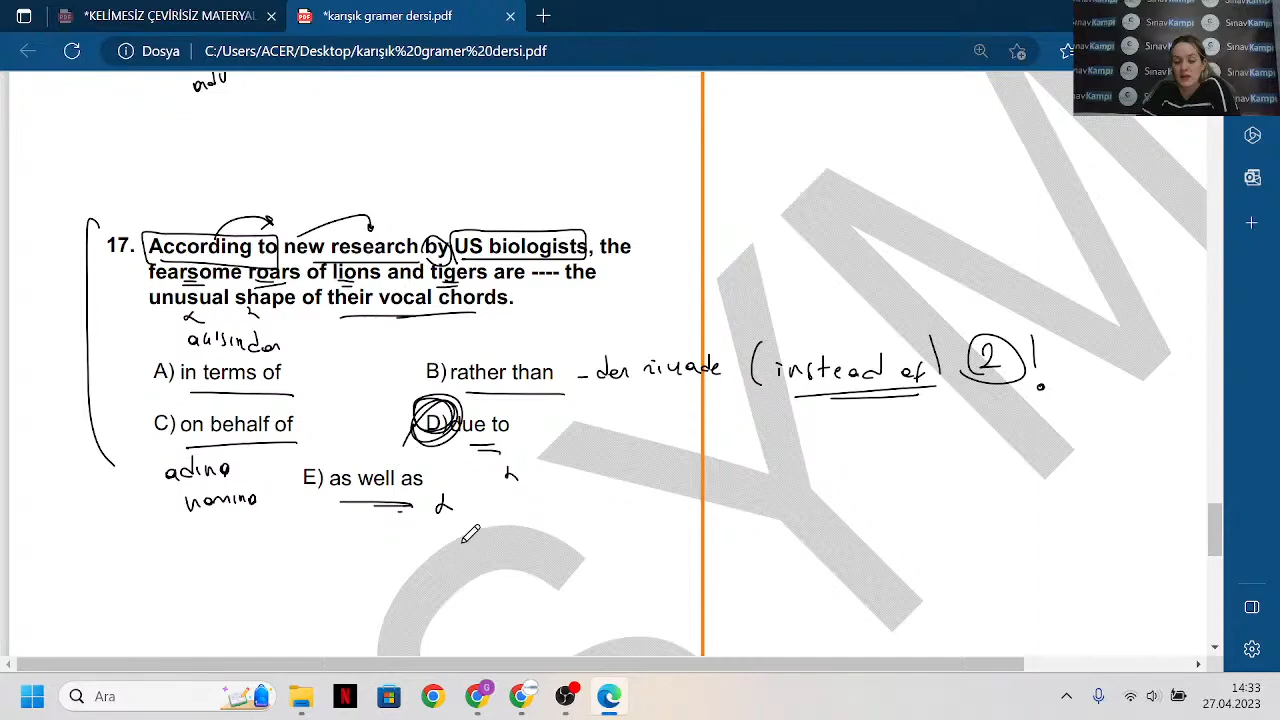 *KELİMESİZ ÇEVİRİSİZ MATERYAL
*karışık gramer dersi.pdf
Dosya C:/Users/ACER/Desktop/karışık%20gramer%20dersi.pdf
SınavKampı
adv
17. According to new research by US biologists, the
fearsome roars of lions and tigers are ---- the
unusual shape of their vocal chords.
açısından
A) in terms of
B) rather than - den ziyade (instead of) 2 !
C) on behalf of
D) due to
adına
namına
E) as well as
Ara
14:33
27.04.2023